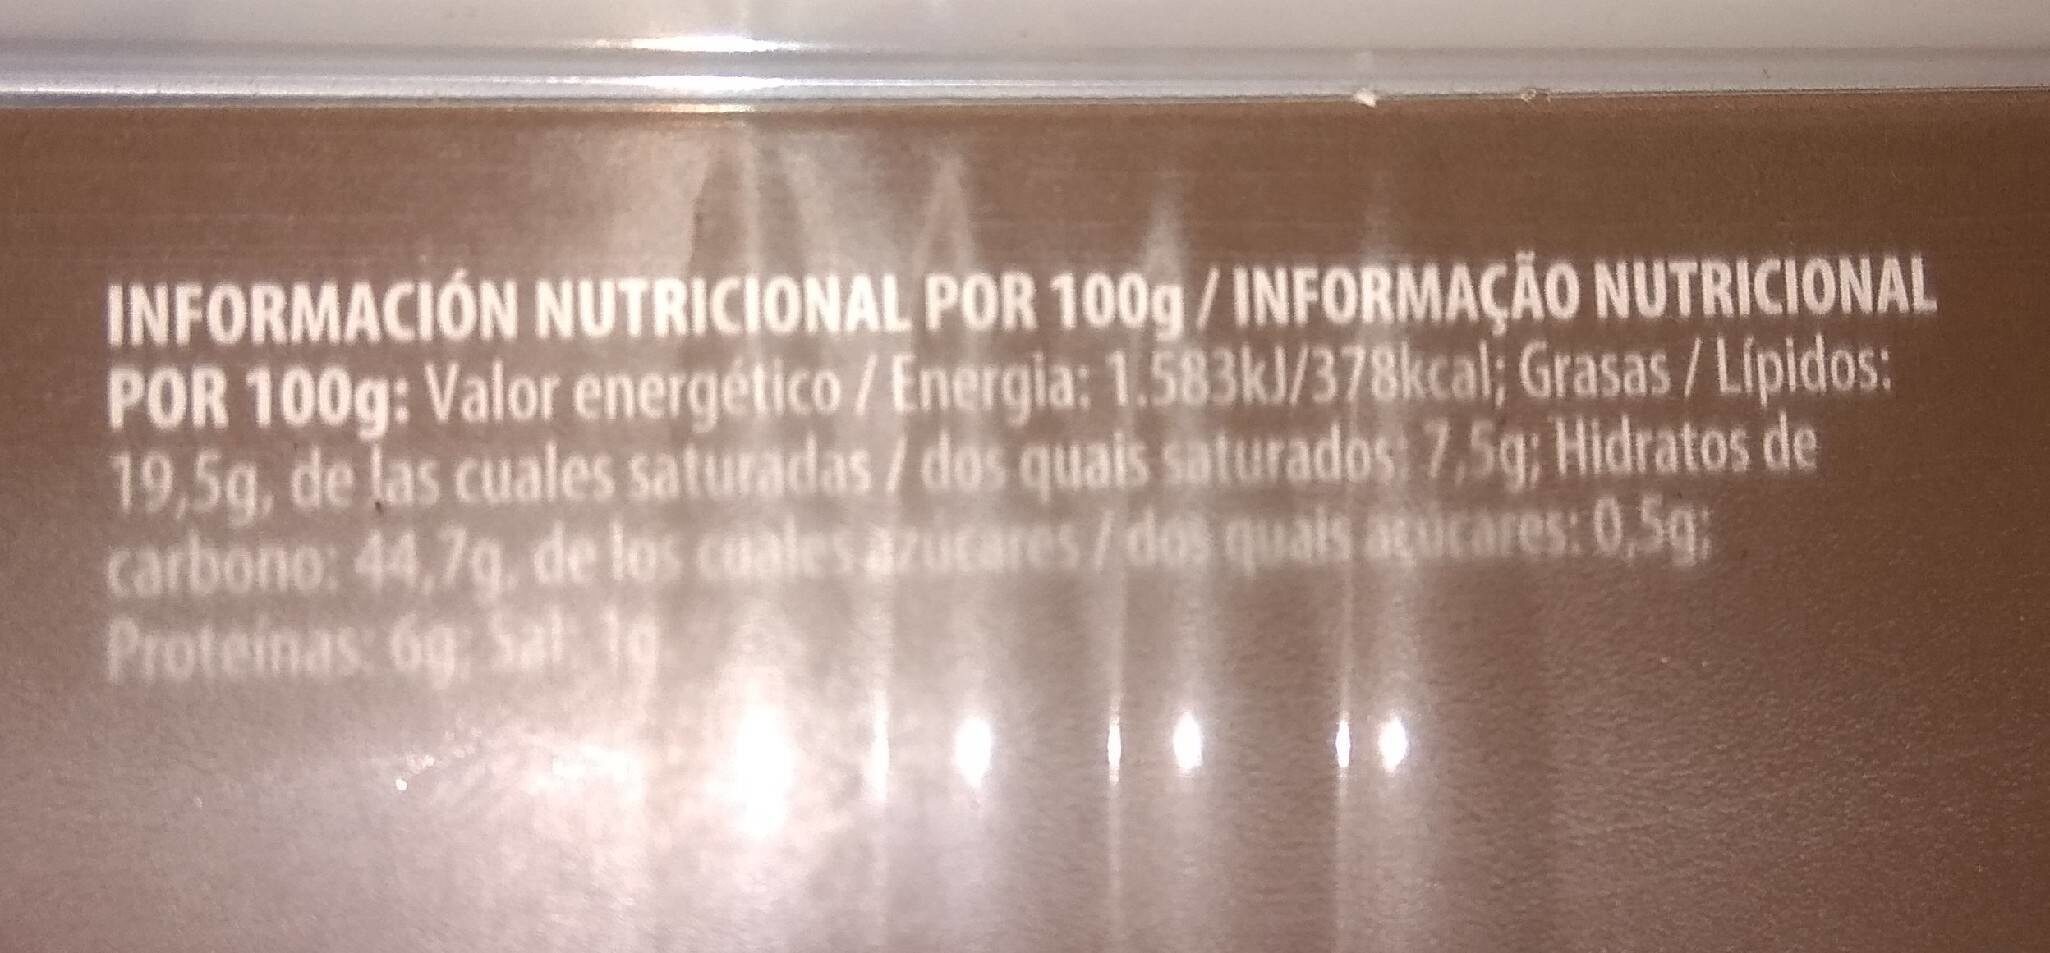 INFORMACIÓN NUTRICIONAL POR 100g / INFORMAÇÃO NUTRICIONAL
POR 100g: Valor energético / Energia: 1.583kJ/378kcal; Grasas / Lípidos:
19,5g, de las cuales saturadas / dos quais saturados: 7,5g; Hidratos de
carbono: 44,7g, de los cuales azúcares / dos quais açúcares: 0,5g;
Proteínas: 6g; Sal: 1g